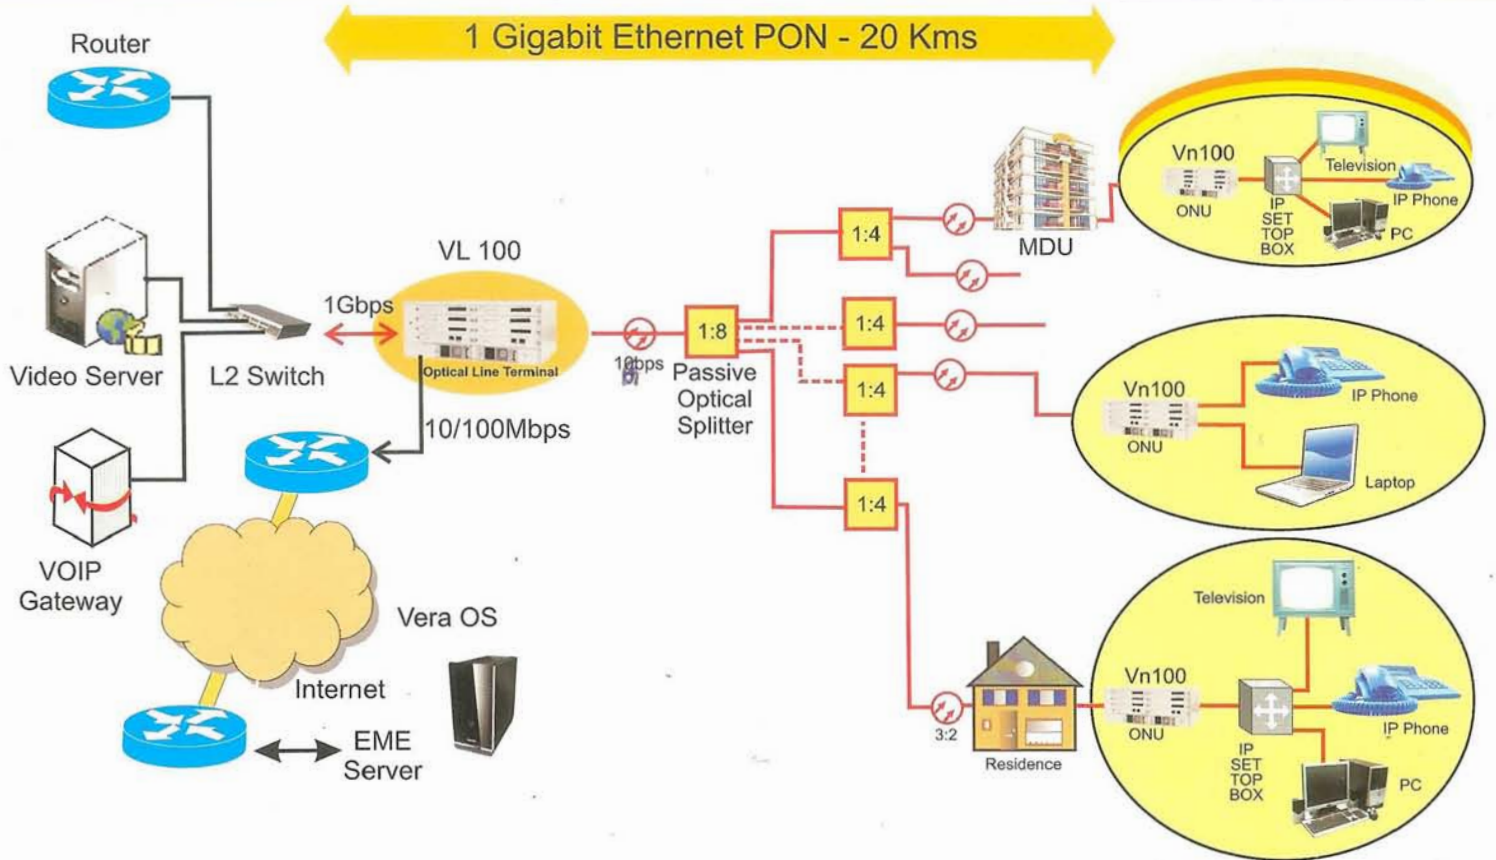 1 Gigabit Ethernet PON - 20 Kms
Router
Video Server
L2 Switch
VOIP
Gateway
1Gbps
VL 100
Optical Line Terminal
10/100Mbps
Internet
Vera OS
EME
Server
1:8
Passive
Optical
Splitter
1:4
1:4
1:4
1:4
MDU
Vn100
ONU
IP
SET
TOP
BOX
Television
IP Phone
PC
Vn100
ONU
IP Phone
Laptop
3:2
Residence
Vn100
ONU
IP
SET
TOP
BOX
Television
IP Phone
PC